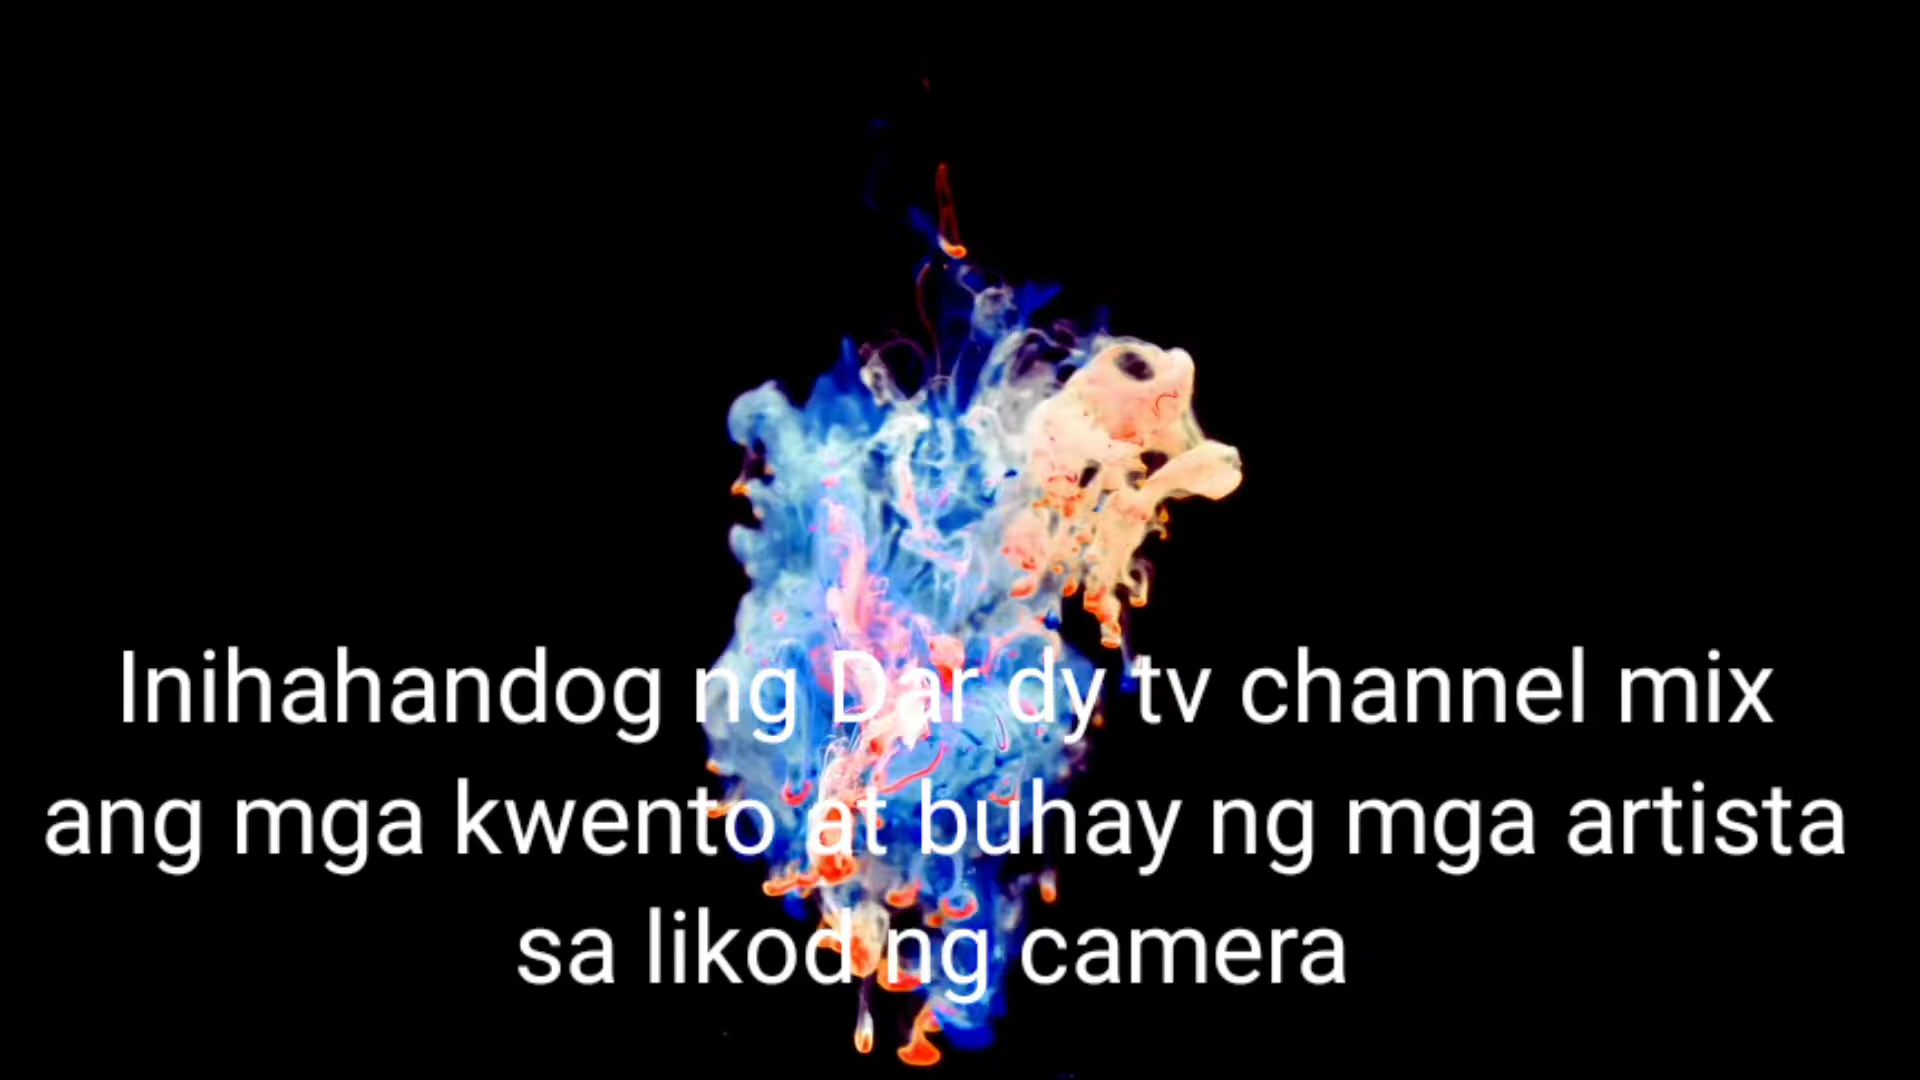 Inihahandog ng Dar dy tv channel mix
ang mga kwento at buhay ng mga artista
sa likod ng camera